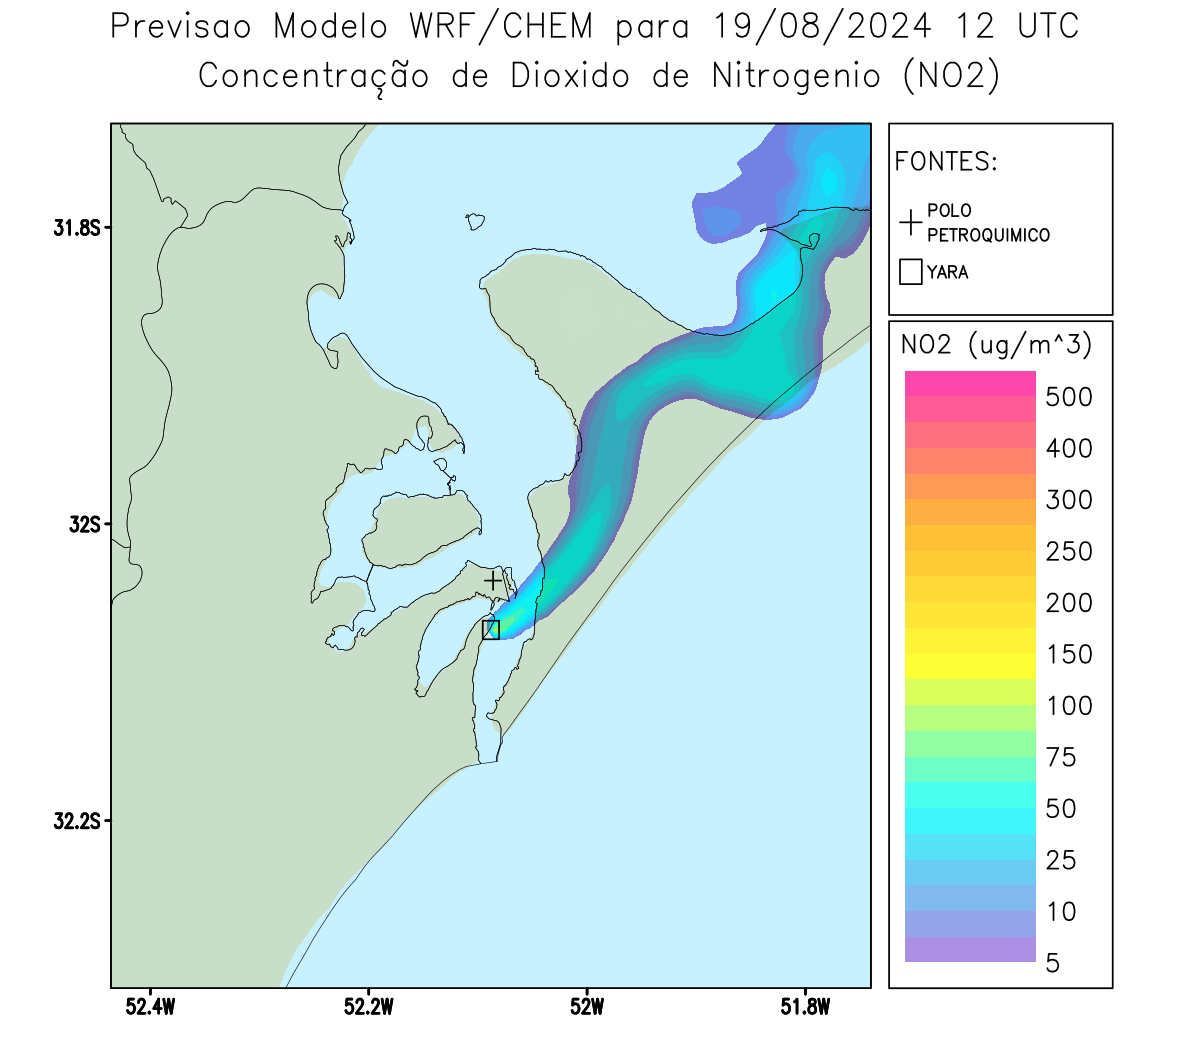 Previsao Modelo WRF/CHEM para 19/08/2024 12 UTC
Concentração de Dioxido de Nitrogenio (NO2)
FONTES:
POLO
PETROQUIMICO
YARA
NO2 (ug/m^3)
500
400
300
250
200
150
100
75
50
25
10
5
31.8S
32S
32.2S
52.4W
52.2W
52W
51.8W